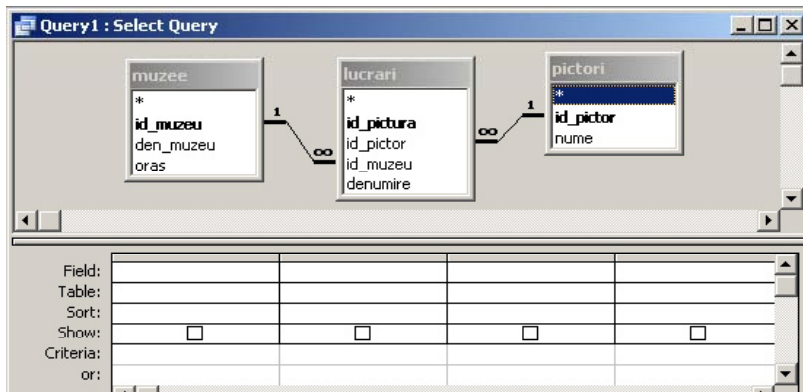 Query1 : Select Query
muzee
*
id_muzeu
den_muzeu
oras
1
∞
lucrari
*
id_pictura
id_pictor
id_muzeu
denumire
∞
1
pictori
*
id_pictor
nume
Field:
Table:
Sort:
Show:
Criteria:
or: